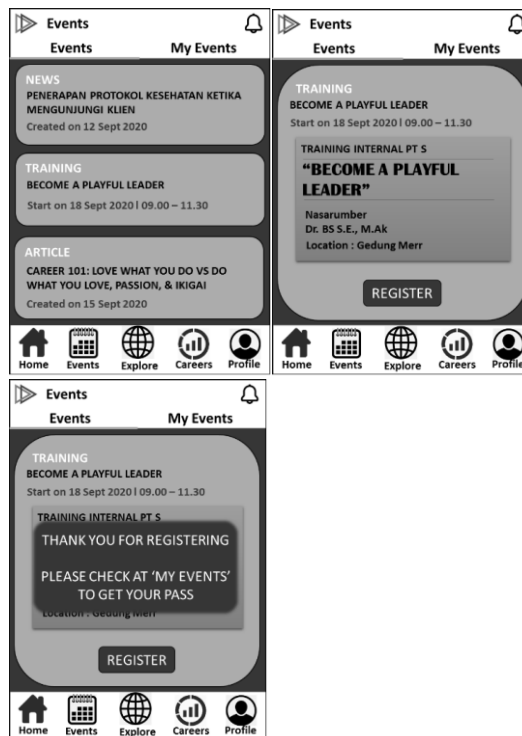 Events
Events My Events
NEWS
PENERAPAN PROTOKOL KESEHATAN KETIKA
MENGUNJUNGI KLIEN
Created on 12 Sept 2020
TRAINING
BECOME A PLAYFUL LEADER
Start on 18 Sept 2020 l 09.00 – 11.30
ARTICLE
CAREER 101: LOVE WHAT YOU DO VS DO
WHAT YOU LOVE, PASSION, & IKIGAI
Created on 15 Sept 2020
Home Events Explore Careers Profile
Events
Events My Events
TRAINING
BECOME A PLAYFUL LEADER
Start on 18 Sept 2020 l 09.00 – 11.30
TRAINING INTERNAL PT S
“BECOME A PLAYFUL
LEADER”
Nasarumber
Dr. BS S.E., M.Ak
Location : Gedung Merr
REGISTER
Home Events Explore Careers Profile
Events
Events My Events
TRAINING
BECOME A PLAYFUL LEADER
Start on 18 Sept 2020 l 09.00 – 11.30
TRAINING INTERNAL PT S
THANK YOU FOR REGISTERING
PLEASE CHECK AT ‘MY EVENTS’
TO GET YOUR PASS
Location : Gedung Merr
REGISTER
Home Events Explore Careers Profile